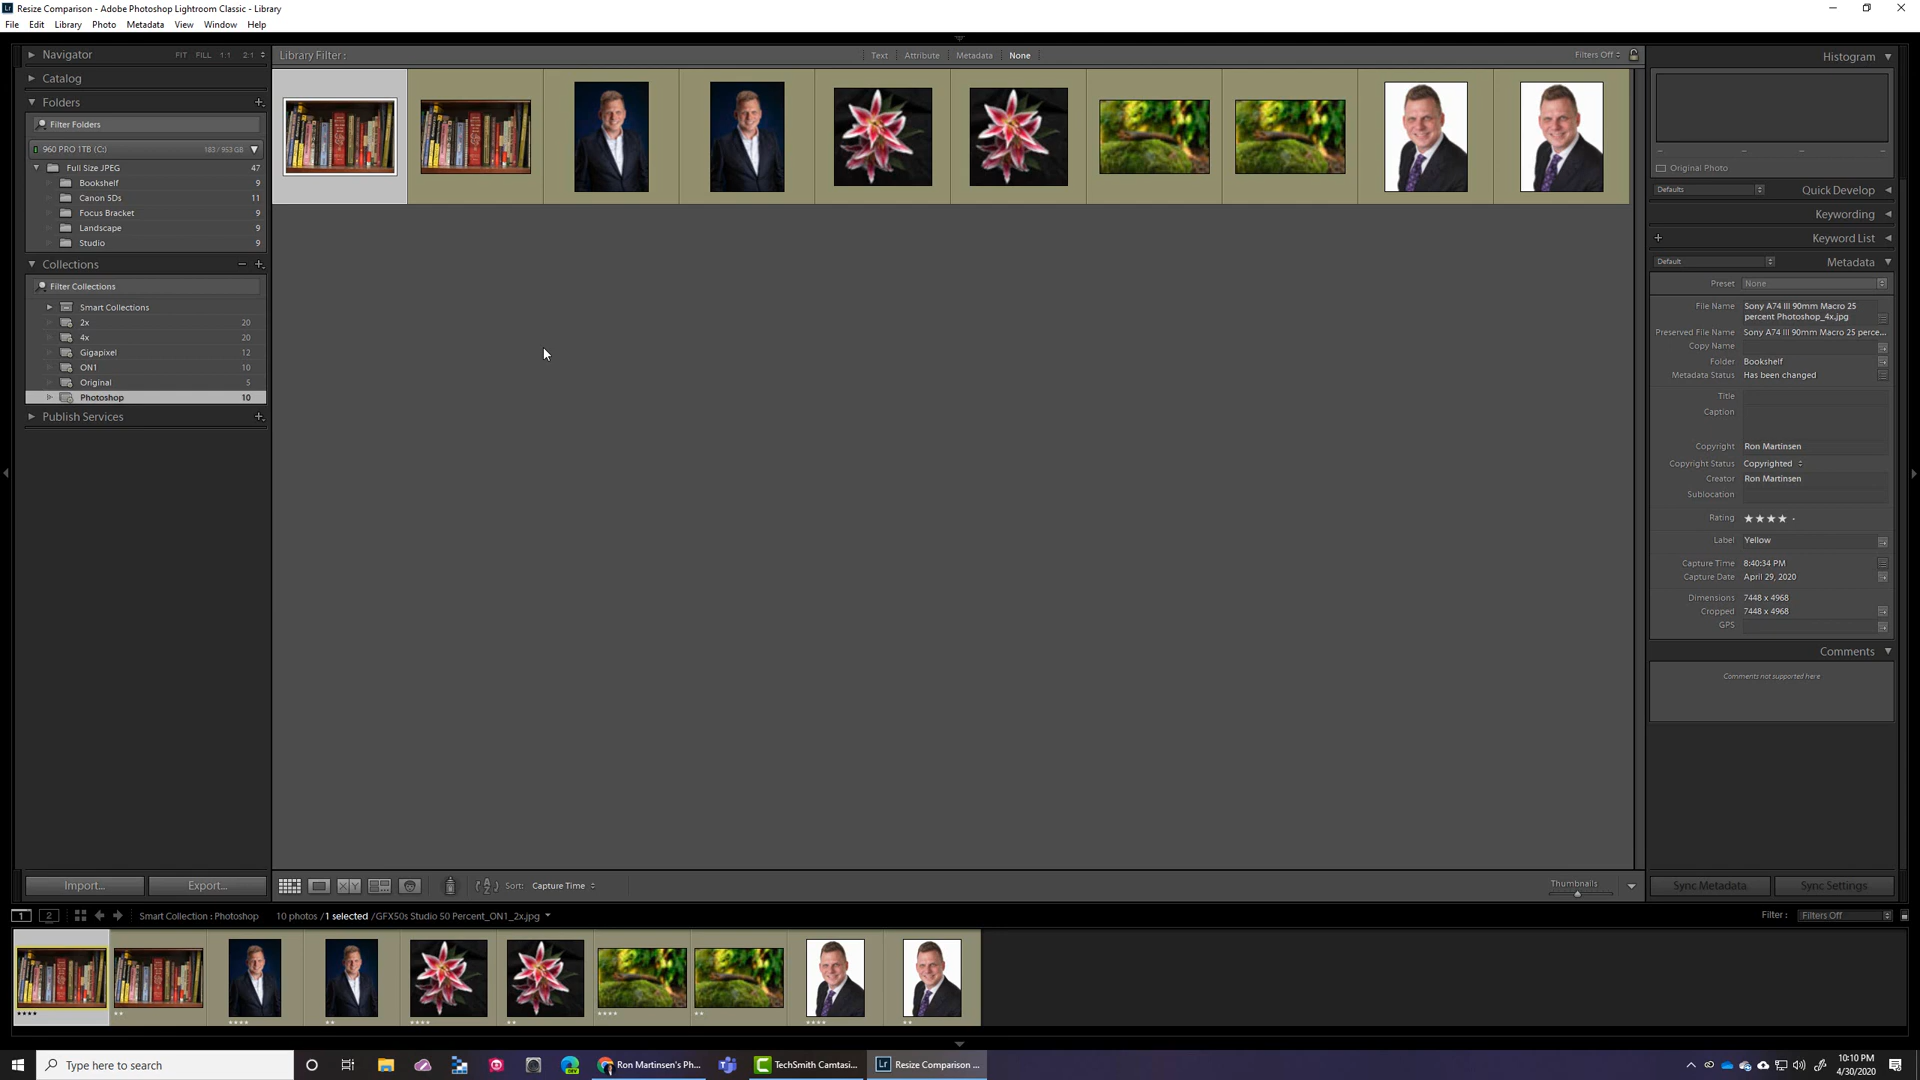 Resize Comparison - Adobe Photoshop Lightroom Classic - Library
File Edit Library Photo Metadata View Window Help
Navigator FIT FILL 1:1 2:1
Catalog
Folders
Filter Folders
960 PRO 1TB (C:) 183 / 953 GB
Full Size JPEG 47
Bookshelf 9
Canon 5Ds 11
Focus Bracket 9
Landscape 9
Studio 9
Collections
Filter Collections
Smart Collections
2x 20
4x 20
Gigapixel 12
ON1 10
Original 5
Photoshop 10
Publish Services
Import... Export...
Library Filter: Text Attribute Metadata None Filters Off
Sort: Capture Time
Thumbnails
Histogram
Original Photo
Defaults Quick Develop
Keywording
Keyword List
Default Metadata
Preset None
File Name Sony A74 III 90mm Macro 25
percent Photoshop_4x.jpg
Preserved File Name Sony A74 III 90mm Macro 25 perce...
Copy Name
Folder Bookshelf
Metadata Status Has been changed
Title
Caption
Copyright Ron Martinsen
Copyright Status Copyrighted
Creator Ron Martinsen
Sublocation
Rating ★★★★ ·
Label Yellow
Capture Time 8:40:34 PM
Capture Date April 29, 2020
Dimensions 7448 x 4968
Cropped 7448 x 4968
GPS
Comments
Comments not supported here
Sync Metadata Sync Settings
1 2 Smart Collection : Photoshop 10 photos / 1 selected / GFX50s Studio 50 Percent_ON1_2x.jpg Filter: Filters Off
Type here to search
Ron Martinsen's Ph...
TechSmith Camtasi...
Resize Comparison ...
10:10 PM
4/30/2020